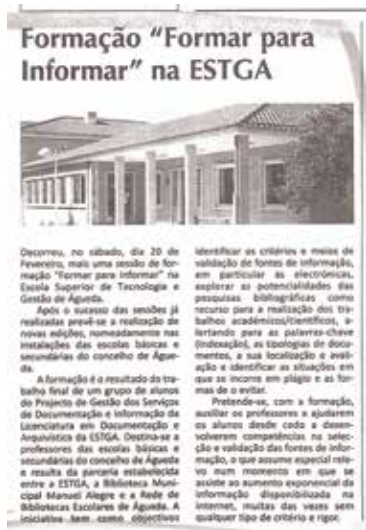 Formação “Formar para
Informar” na ESTGA
Decorreu, no sábado, dia 20 de
Fevereiro, mais uma sessão de for-
mação “Formar para Informar” na
Escola Superior de Tecnologia e
Gestão de Águeda.
Após o sucesso das sessões já
realizadas prevê-se a realização de
novas edições, nomeadamente nas
instalações das escolas básicas e
secundárias do concelho de Águe-
da.
A formação é o resultado do tra-
balho final de um grupo de alunos
do Projecto de Gestão dos Serviços
de Documentação e Informação da
Licenciatura em Documentação e
Arquivística da ESTGA. Destina-se a
professores das escolas básicas e
secundárias do concelho de Águeda
e resulta da parceria estabelecida
entre a ESTGA, a Biblioteca Muni-
cipal Manuel Alegre e a Rede de
Bibliotecas Escolares de Águeda. A
iniciativa tem como objectivos
identificar os critérios e meios de
validação de fontes de informação,
em particular as electrónicas,
explorar as potencialidades das
pesquisas bibliográficas como
recurso para a realização dos tra-
balhos académicos/científicos, a-
lertando para as palavras-chave
(indexação), as tipologias de docu-
mentos, a sua localização e avali-
ação e identificar as situações em
que se incorre em plágio e as for-
mas de o evitar.
Pretende-se, com a formação,
auxiliar os professores a ajudarem
os alunos desde cedo a desen-
volverem competências na selec-
ção e validação das fontes de infor-
mação, o que assume especial rele-
vo num momento em que se
assiste ao aumento exponencial da
informação disponibilizada na
internet, muitas das vezes sem
qualquer tipo de critério e rigor.